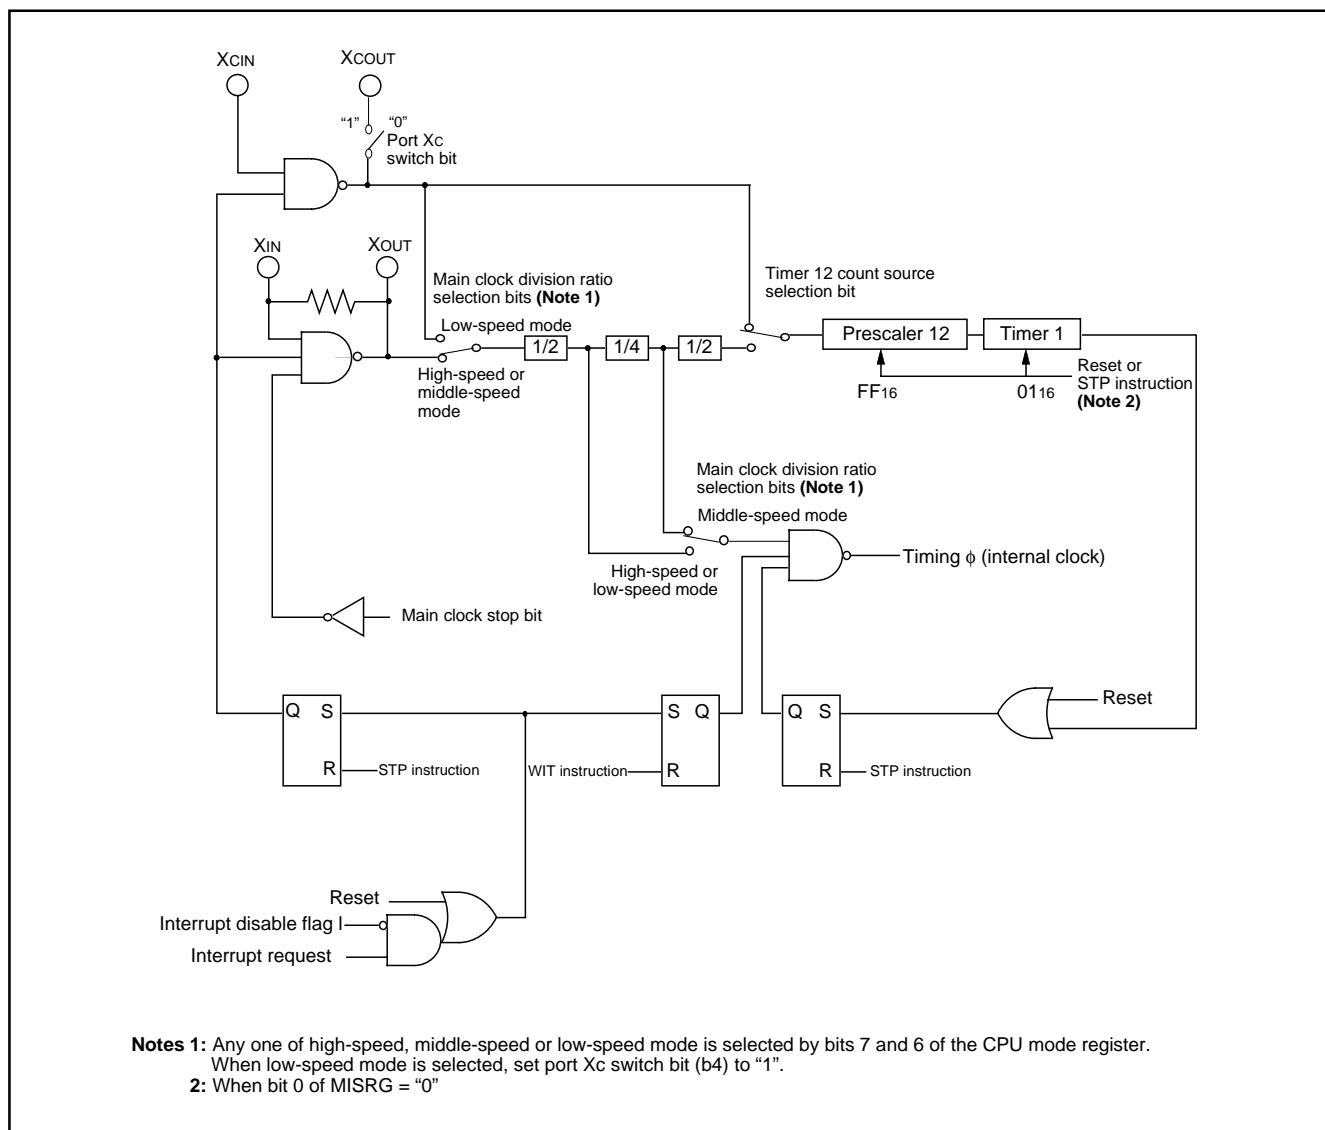 XCIN
XCOUT
“1” “0”
Port XC
switch bit
XIN
XOUT
Main clock division ratio
selection bits (Note 1)
Low-speed mode
Timer 12 count source
selection bit
1/2
1/4
1/2
Prescaler 12
Timer 1
High-speed or
middle-speed
mode
FF16
0116
Reset or
STP instruction
(Note 2)
Main clock division ratio
selection bits (Note 1)
Middle-speed mode
High-speed or
low-speed mode
Timing ϕ (internal clock)
Main clock stop bit
Q S
R
STP instruction
WIT instruction
S Q
R
Q S
R
STP instruction
Reset
Reset
Interrupt disable flag I
Interrupt request
Notes 1: Any one of high-speed, middle-speed or low-speed mode is selected by bits 7 and 6 of the CPU mode register.
When low-speed mode is selected, set port Xc switch bit (b4) to “1”.
2: When bit 0 of MISRG = “0”